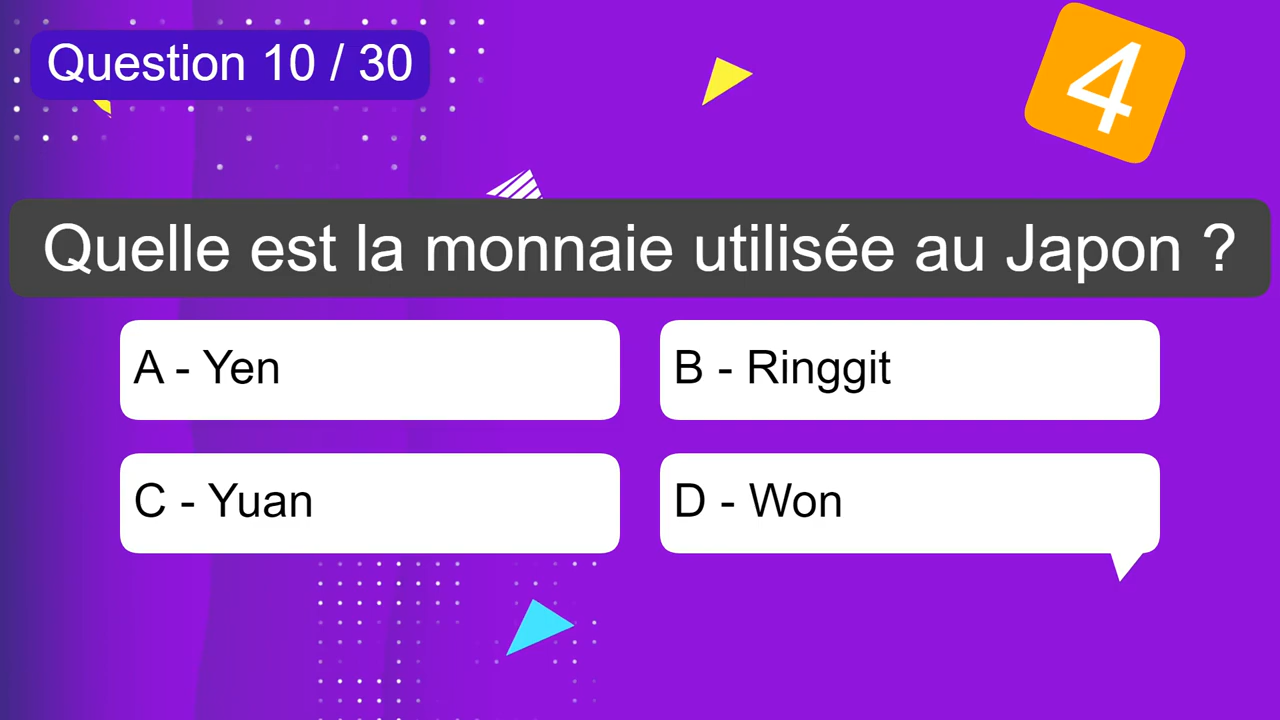 Question 10 / 30
4
Quelle est la monnaie utilisée au Japon ?
A - Yen
B - Ringgit
C - Yuan
D - Won